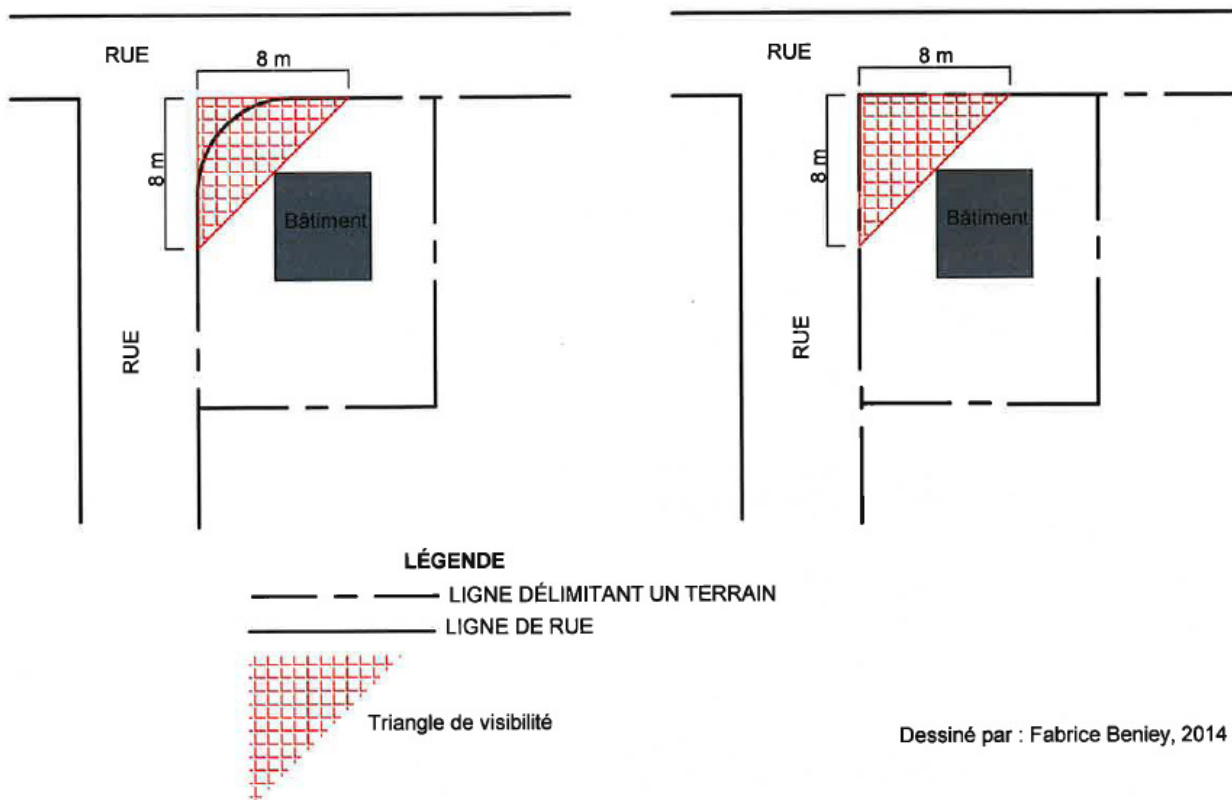 RUE
8 m
8 m
Bâtiment
RUE
RUE
8 m
8 m
Bâtiment
RUE
LÉGENDE
LIGNE DÉLIMITANT UN TERRAIN
LIGNE DE RUE
Triangle de visibilité
Dessiné par : Fabrice Beniey, 2014